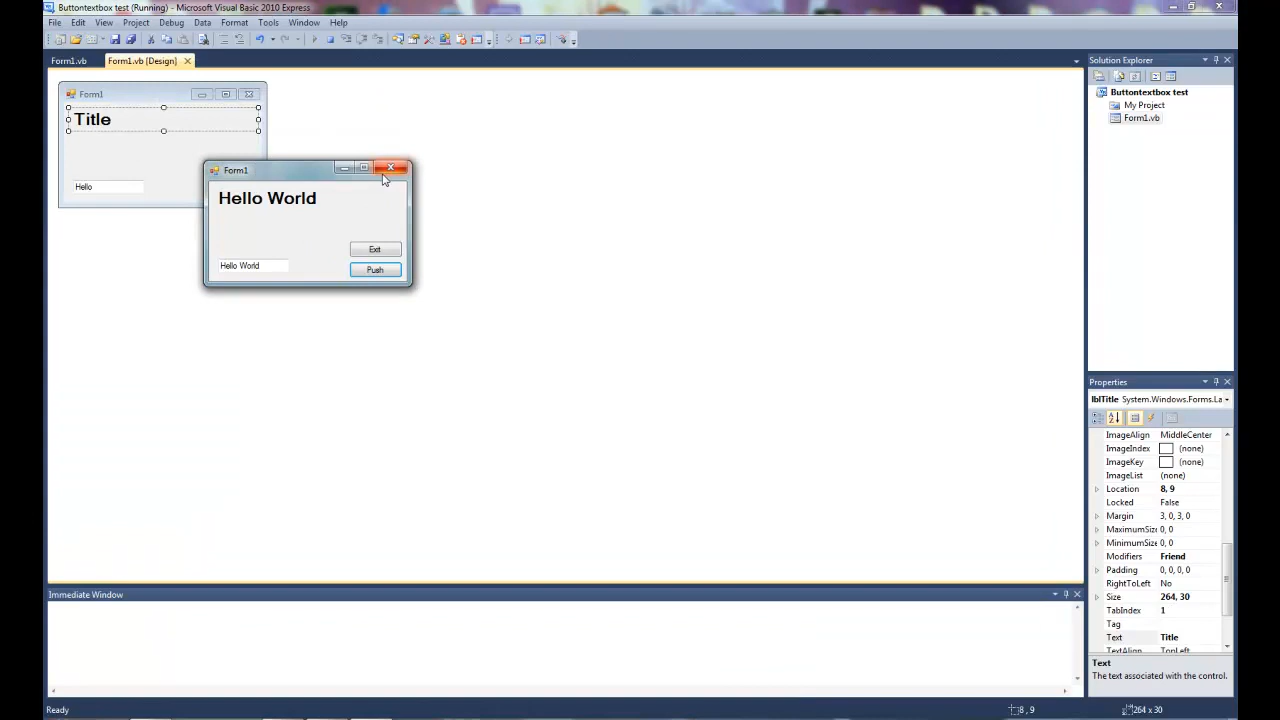 Buttontextbox test (Running) - Microsoft Visual Basic 2010 Express
File Edit View Project Debug Data Format Tools Window Help
Form1.vb Form1.vb [Design]
Form1
Title
Hello
Form1
Hello World
Exit
Hello World
Push
Solution Explorer
Buttontextbox test
My Project
Form1.vb
Properties
lblTitle System.Windows.Forms.La
ImageAlign MiddleCenter
ImageIndex (none)
ImageKey (none)
ImageList (none)
Location 8, 9
Locked False
Margin 3, 0, 3, 0
MaximumSize 0, 0
MinimumSize 0, 0
Modifiers Friend
Padding 0, 0, 0, 0
RightToLeft No
Size 264, 30
TabIndex 1
Tag
Text Title
TextAlign TopLeft
Text
The text associated with the control.
Immediate Window
Ready 8 , 9 264 x 30